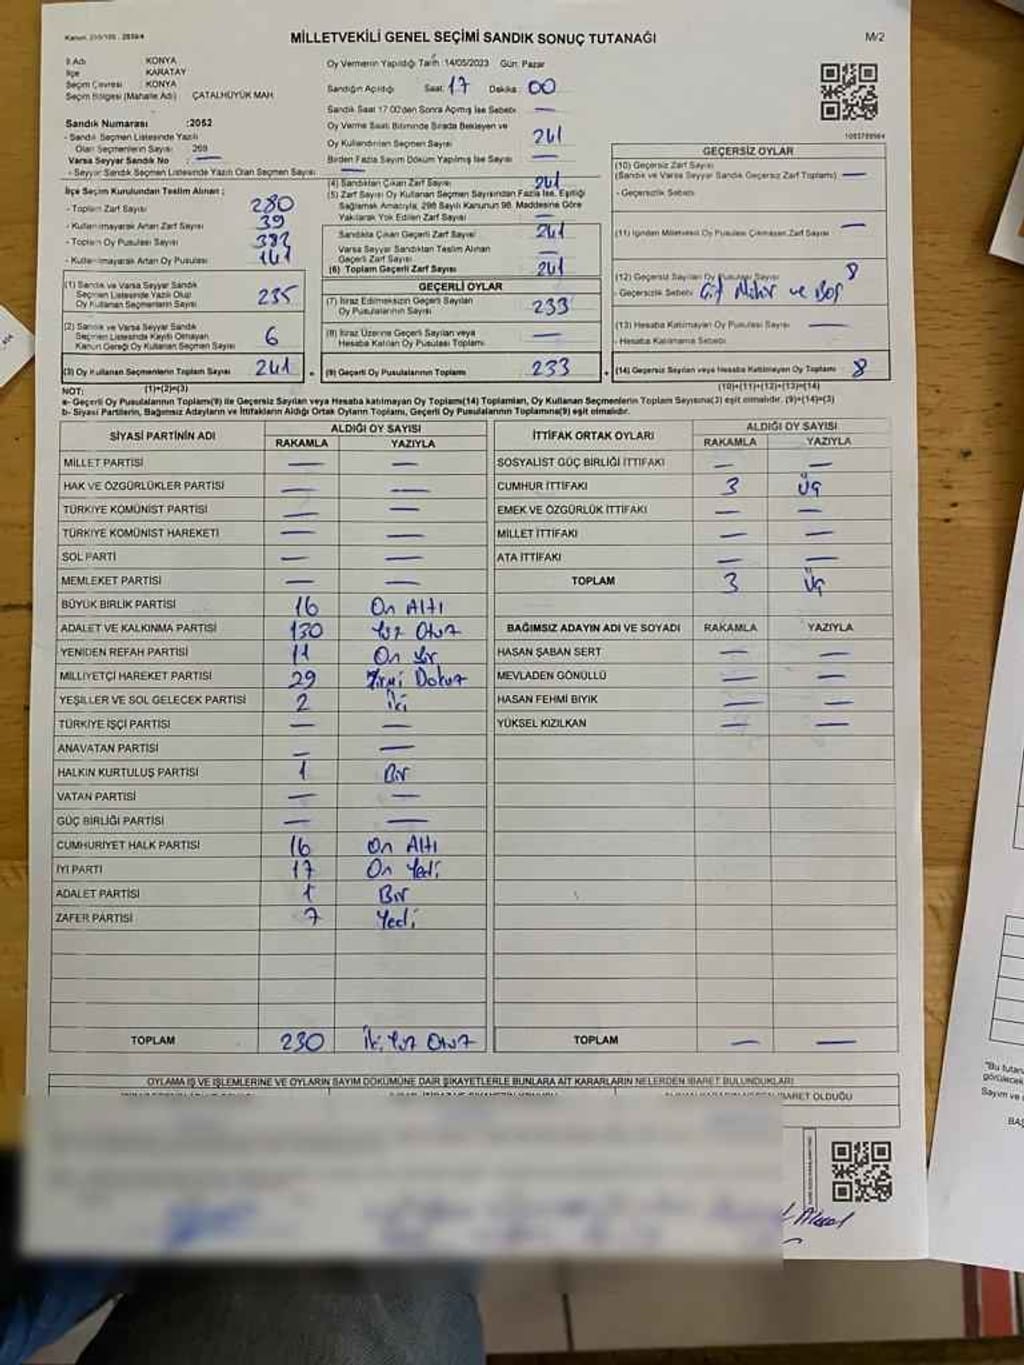 Kanun: 298/105 - 2839/4
MİLLETVEKİLİ GENEL SEÇİMİ SANDIK SONUÇ TUTANAĞI
M/2
İl Adı : KONYA
İlçe : KARATAY
Seçim Çevresi : KONYA
Seçim Bölgesi (Mahalle Adı) : ÇATALHÜYÜK MAH
Sandık Numarası :2052
- Sandık Seçmen Listesinde Yazılı
Olan Seçmenlerin Sayısı : 269
Varsa Seyyar Sandık No : —
- Seyyar Sandık Seçmen Listesinde Yazılı Olan Seçmen Sayısı : —
Oy Vermenin Yapıldığı Tarih :14/05/2023 Gün: Pazar
Sandığın Açıldığı Saat: 17 Dakika: 00
Sandık Saat 17.00'den Sonra Açılmış İse Sebebi: —
Oy Verme Saati Bitiminde Sırada Bekleyen ve
Oy Kullandırılan Seçmen Sayısı 241
Birden Fazla Sayım Döküm Yapılmış İse Sayısı —
İlçe Seçim Kurulundan Teslim Alınan ;
- Toplam Zarf Sayısı 280
- Kullanılmayarak Artan Zarf Sayısı 39
- Toplam Oy Pusulası Sayısı 382
- Kullanılmayarak Artan Oy Pusulası 141
(1) Sandık ve Varsa Seyyar Sandık
Seçmen Listesinde Yazılı Olup
Oy Kullanan Seçmenlerin Sayısı 235
(2) Sandık ve Varsa Seyyar Sandık
Seçmen Listesinde Kayıtlı Olmayan
Kanun Gereği Oy Kullanan Seçmen Sayısı 6
(3) Oy Kullanan Seçmenlerin Toplam Sayısı 241
(1)+(2)=(3)
(4) Sandıktan Çıkan Zarf Sayısı 241
(5) Zarf Sayısı Oy Kullanan Seçmen Sayısından Fazla İse, Eşitliği
Sağlamak Amacıyla, 298 Sayılı Kanunun 98. Maddesine Göre
Yakılarak Yok Edilen Zarf Sayısı —
Sandıkta Çıkan Geçerli Zarf Sayısı 241
Varsa Seyyar Sandıktan Teslim Alınan
Geçerli Zarf Sayısı —
(6) Toplam Geçerli Zarf Sayısı 241
GEÇERLİ OYLAR
(7) İtiraz Edilmeksizin Geçerli Sayılan
Oy Pusulalarının Sayısı 233
(8) İtiraz Üzerine Geçerli Sayılan veya
Hesaba Katılan Oy Pusulası Toplamı —
(9) Geçerli Oy Pusulalarının Toplamı 233
1053789564
GEÇERSİZ OYLAR
(10) Geçersiz Zarf Sayısı
(Sandık ve Varsa Seyyar Sandık Geçersiz Zarf Toplamı) —
- Geçersizlik Sebebi :
(11) İçinden Milletvekili Oy Pusulası Çıkmayan Zarf Sayısı —
(12) Geçersiz Sayılan Oy Pusulası Sayısı 8
- Geçersizlik Sebebi: Çift Mühür ve Boş
(13) Hesaba Katılmayan Oy Pusulası Sayısı —
- Hesaba Katılmama Sebebi :
(14) Geçersiz Sayılan veya Hesaba Katılmayan Oy Toplamı 8
(10)+(11)+(12)+(13)=(14)
NOT:
a- Geçerli Oy Pusulalarının Toplamı(9) ile Geçersiz Sayılan veya Hesaba katılmayan Oy Toplamı(14) Toplamları, Oy Kullanan Seçmenlerin Toplam Sayısına(3) eşit olmalıdır. (9)+(14)=(3)
b- Siyasi Partilerin, Bağımsız Adayların ve İttifakların Aldığı Ortak Oyların Toplamı, Geçerli Oy Pusulalarının Toplamına(9) eşit olmalıdır.
SİYASİ PARTİNİN ADI ALDIĞI OY SAYISI
RAKAMLA YAZIYLA
MİLLET PARTİSİ — —
HAK VE ÖZGÜRLÜKLER PARTİSİ — —
TÜRKİYE KOMÜNİST PARTİSİ — —
TÜRKİYE KOMÜNİST HAREKETİ — —
SOL PARTİ — —
MEMLEKET PARTİSİ — —
BÜYÜK BİRLİK PARTİSİ 16 On Altı
ADALET VE KALKINMA PARTİSİ 130 Yüz Otuz
YENİDEN REFAH PARTİSİ 11 On Bir
MİLLİYETÇİ HAREKET PARTİSİ 29 Yirmi Dokuz
YEŞİLLER VE SOL GELECEK PARTİSİ 2 İki
TÜRKİYE İŞÇİ PARTİSİ — —
ANAVATAN PARTİSİ — —
HALKIN KURTULUŞ PARTİSİ 1 Bir
VATAN PARTİSİ — —
GÜÇ BİRLİĞİ PARTİSİ — —
CUMHURİYET HALK PARTİSİ 16 On Altı
İYİ PARTİ 17 On Yedi
ADALET PARTİSİ 1 Bir
ZAFER PARTİSİ 7 Yedi
TOPLAM 230 İki Yüz Otuz
İTTİFAK ORTAK OYLARI ALDIĞI OY SAYISI
RAKAMLA YAZIYLA
SOSYALİST GÜÇ BİRLİĞİ İTTİFAKI — —
CUMHUR İTTİFAKI 3 Üç
EMEK VE ÖZGÜRLÜK İTTİFAKI — —
MİLLET İTTİFAKI — —
ATA İTTİFAKI — —
TOPLAM 3 Üç
BAĞIMSIZ ADAYIN ADI VE SOYADI RAKAMLA YAZIYLA
HASAN ŞABAN SERT — —
MEVLADEN GÖNÜLLÜ — —
HASAN FEHMİ BIYIK — —
YÜKSEL KIZILKAN — —
TOPLAM — —
OYLAMA İŞ VE İŞLEMLERİNE VE OYLARIN SAYIM DÖKÜMÜNE DAİR ŞİKAYETLERLE BUNLARA AİT KARARLARIN NELERDEN İBARET BULUNDUKLARI
İBARET OLDUĞU
"Bu tutana
görülecek
Sayım ve
BAŞ